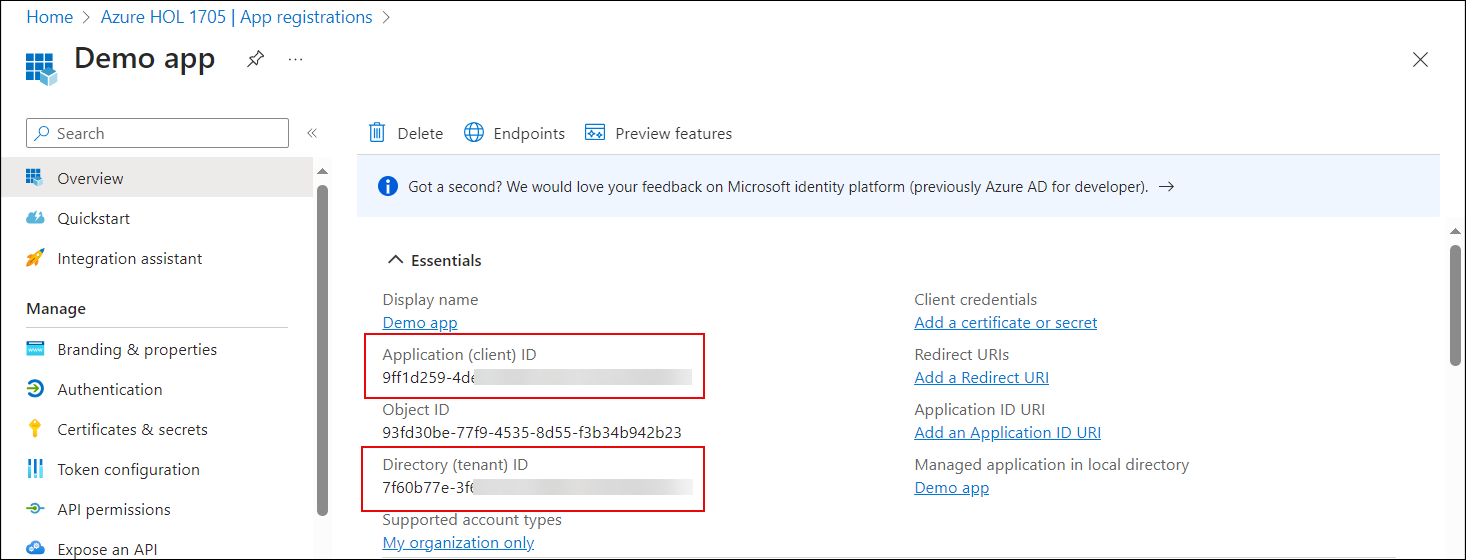 Home > Azure HOL 1705 | App registrations >
Demo app
Search
Overview
Quickstart
Integration assistant
Manage
Branding & properties
Authentication
Certificates & secrets
Token configuration
API permissions
Expose an API
Delete Endpoints Preview features
Got a second? We would love your feedback on Microsoft identity platform (previously Azure AD for developer). →
Essentials
Display name
Demo app
Application (client) ID
9ff1d259-4de
Object ID
93fd30be-77f9-4535-8d55-f3b34b942b23
Directory (tenant) ID
7f60b77e-3f6
Supported account types
My organization only
Client credentials
Add a certificate or secret
Redirect URIs
Add a Redirect URI
Application ID URI
Add an Application ID URI
Managed application in local directory
Demo app